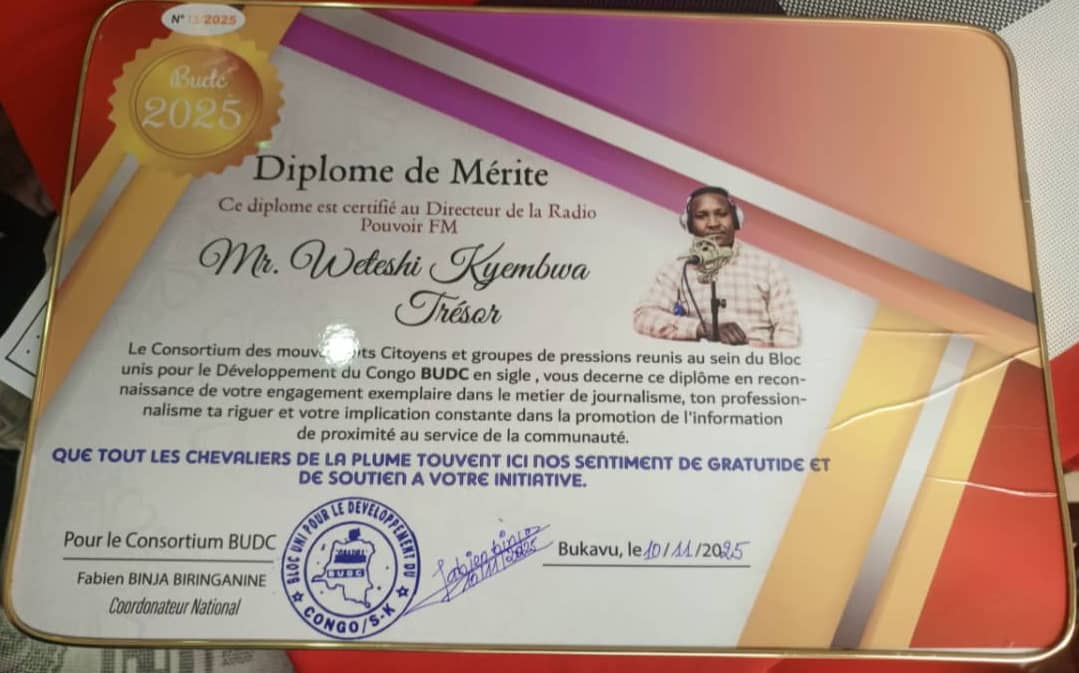 N° 13/2025
Budc
2025
Diplome de Mérite
Ce diplome est certifié au Directeur de la Radio
Pouvoir FM
Mr. Weteshi Kyembwa
Trésor
Le Consortium des Citoyens et groupes de pressions reunis au sein du Bloc
unis pour le Développement du Congo BUDC en sigle , vous decerne ce diplôme en recon-
naissance de votre engagement exemplaire dans le metier de journalisme, ton profession-
nalisme ta riguer et votre implication constante dans la promotion de l'information
de proximité au service de la communauté.
QUE TOUT LES CHEVALIERS DE LA PLUME TOUVENT ICI NOS SENTIMENT DE GRATUTIDE ET
DE SOUTIEN A VOTRE INITIATIVE.
Pour le Consortium BUDC
Fabien BINJA BIRINGANINE
Coordonateur National
BLOC UNI POUR LE DEVELOPPEMENT DU
BUDC
CONGO/S-K
Fabien binja
10/11/2025
Bukavu, le 10/11/2025